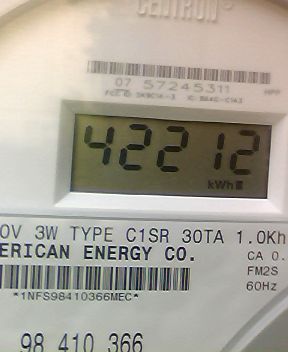 CENTRON®
07 57245311
HPP
42212
kWh
0V 3W TYPE C1SR 30TA 1.0Kh
ERICAN ENERGY CO.
CA 0.
FM2S
*1NFS98410366MEC*
60Hz
98 410 366